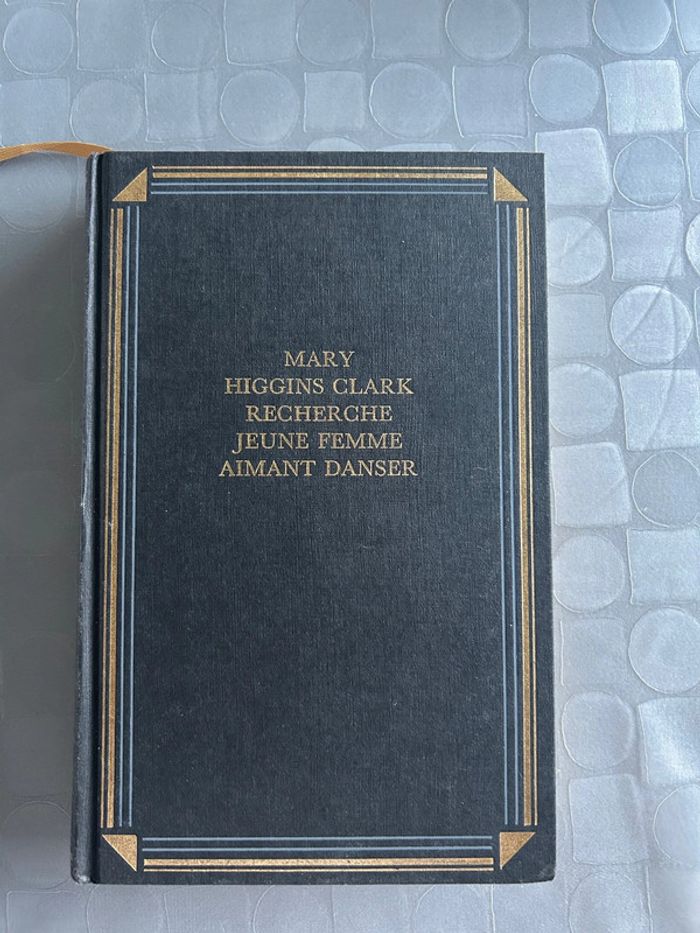 MARY
HIGGINS CLARK
RECHERCHE
JEUNE FEMME
AIMANT DANSER